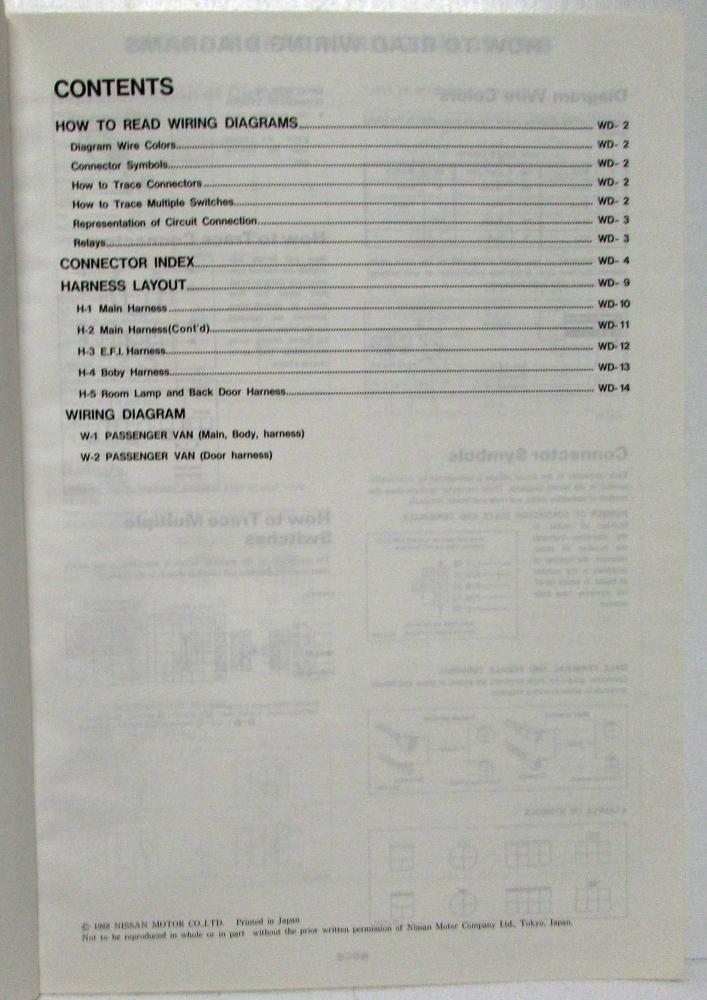 CONTENTS
HOW TO READ WIRING DIAGRAMS WD- 2
Diagram Wire Colors WD- 2
Connector Symbols WD- 2
How to Trace Connectors WD- 2
How to Trace Multiple Switches WD- 2
Representation of Circuit Connection WD- 3
Relays WD- 3
CONNECTOR INDEX WD- 4
HARNESS LAYOUT WD- 9
H-1 Main Harness WD-10
H-2 Main Harness(Cont'd) WD-11
H-3 E.F.I. Harness WD-12
H-4 Boby Harness WD-13
H-5 Room Lamp and Back Door Harness WD-14
WIRING DIAGRAM
W-1 PASSENGER VAN (Main, Body, harness)
W-2 PASSENGER VAN (Door harness)
© 1988 NISSAN MOTOR CO.,LTD. Printed in Japan
Not to be reproduced in whole or in part without the prior written permission of Nissan Motor Company Ltd., Tokyo, Japan.